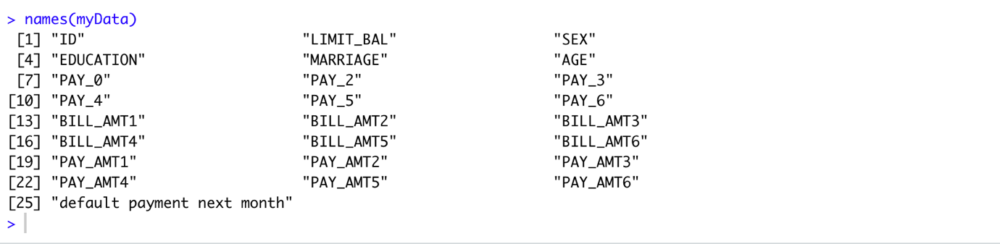 > names(myData)
[1] "ID" "LIMIT_BAL" "SEX"
[4] "EDUCATION" "MARRIAGE" "AGE"
[7] "PAY_0" "PAY_2" "PAY_3"
[10] "PAY_4" "PAY_5" "PAY_6"
[13] "BILL_AMT1" "BILL_AMT2" "BILL_AMT3"
[16] "BILL_AMT4" "BILL_AMT5" "BILL_AMT6"
[19] "PAY_AMT1" "PAY_AMT2" "PAY_AMT3"
[22] "PAY_AMT4" "PAY_AMT5" "PAY_AMT6"
[25] "default payment next month"
>